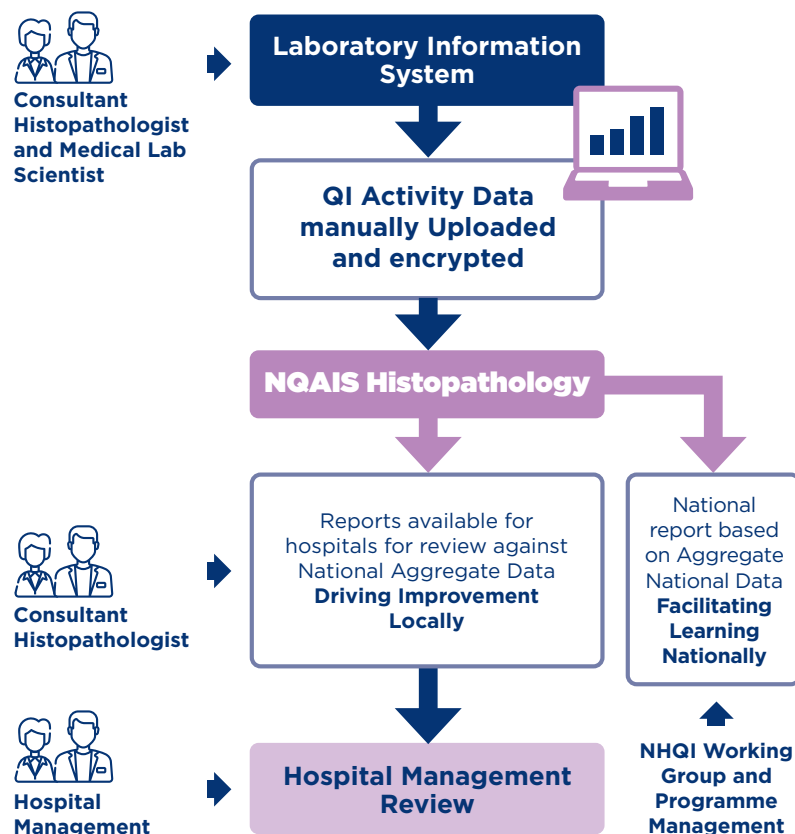 Laboratory Information
System
Consultant
Histopathologist
and Medical Lab
Scientist
QI Activity Data
manually Uploaded
and encrypted
NQAIS Histopathology
Reports available for
hospitals for review against
National Aggregate Data
Driving Improvement
Locally
National
report based
on Aggregate
National Data
Facilitating
Learning
Nationally
Consultant
Histopathologist
Hospital Management
Review
Hospital
Management
NHQI Working
Group and
Programme
Management